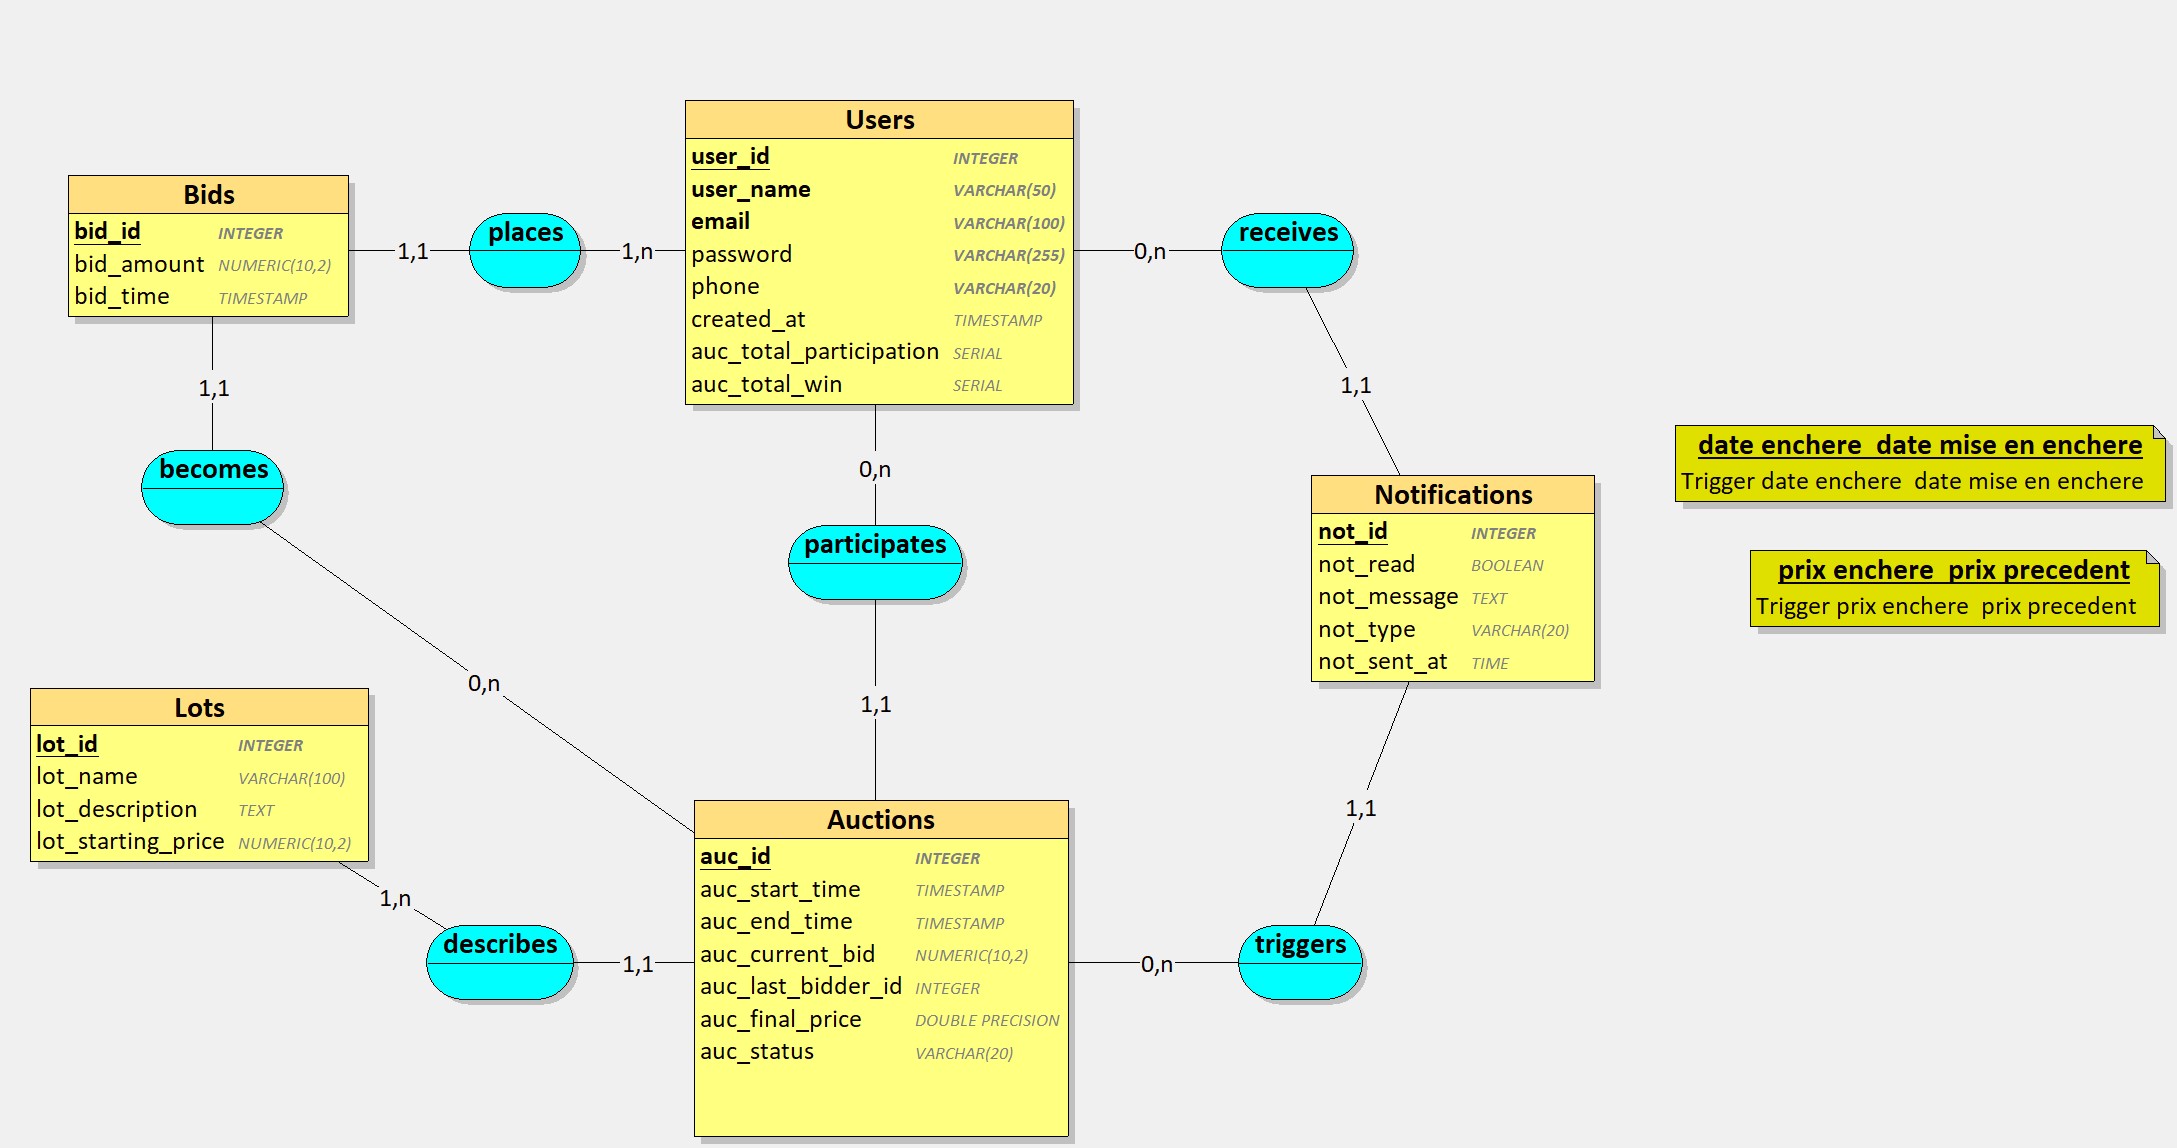 Users
user_id INTEGER
user_name VARCHAR(50)
email VARCHAR(100)
password VARCHAR(255)
phone VARCHAR(20)
created_at TIMESTAMP
auc_total_participation SERIAL
auc_total_win SERIAL
Bids
bid_id INTEGER
bid_amount NUMERIC(10,2)
bid_time TIMESTAMP
1,1
places
1,n
0,n
receives
1,1
becomes
0,n
participates
1,1
1,1
date enchere  date mise en enchere
Trigger date enchere  date mise en enchere
Notifications
not_id INTEGER
not_read BOOLEAN
not_message TEXT
not_type VARCHAR(20)
not_sent_at TIME
prix enchere  prix precedent
Trigger prix enchere  prix precedent
0,n
1,1
Lots
lot_id INTEGER
lot_name VARCHAR(100)
lot_description TEXT
lot_starting_price NUMERIC(10,2)
1,1
Auctions
auc_id INTEGER
auc_start_time TIMESTAMP
auc_end_time TIMESTAMP
auc_current_bid NUMERIC(10,2)
auc_last_bidder_id INTEGER
auc_final_price DOUBLE PRECISION
auc_status VARCHAR(20)
1,n
describes
1,1
0,n
triggers